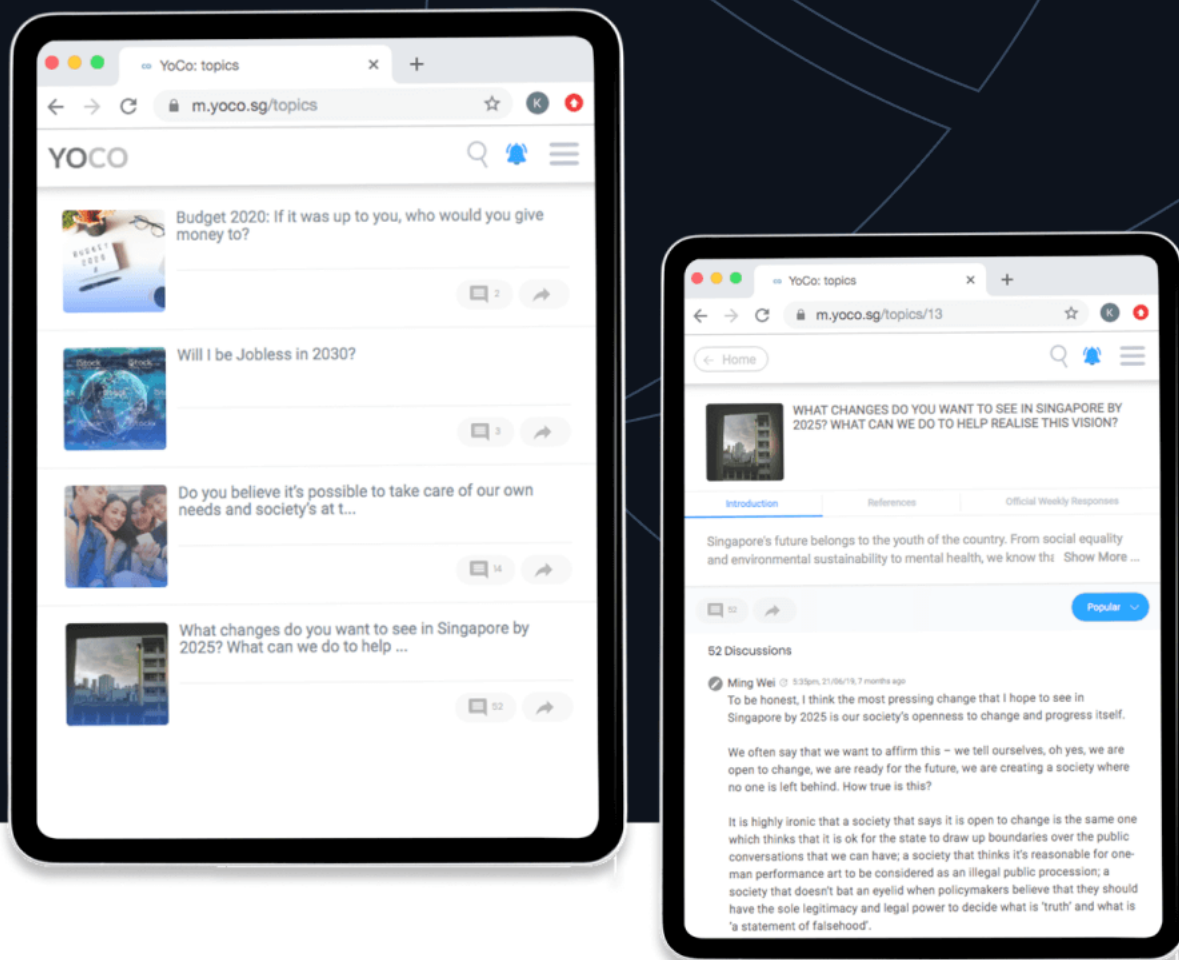 YoCo: topics
m.yoco.sg/topics
K
YOCO
Budget 2020: If it was up to you, who would you give
money to?
BUDGET
2020
2
Will I be Jobless in 2030?
iStock
iStock
3
Do you believe it's possible to take care of our own
needs and society's at t...
14
What changes do you want to see in Singapore by
2025? What can we do to help ...
52
YoCo: topics
m.yoco.sg/topics/13
K
Home
WHAT CHANGES DO YOU WANT TO SEE IN SINGAPORE BY
2025? WHAT CAN WE DO TO HELP REALISE THIS VISION?
Introduction
References
Official Weekly Responses
Singapore's future belongs to the youth of the country. From social equality
and environmental sustainability to mental health, we know tha Show More ...
52
Popular
52 Discussions
Ming Wei 5:35pm, 21/06/19, 7 months ago
To be honest, I think the most pressing change that I hope to see in
Singapore by 2025 is our society's openness to change and progress itself.
We often say that we want to affirm this – we tell ourselves, oh yes, we are
open to change, we are ready for the future, we are creating a society where
no one is left behind. How true is this?
It is highly ironic that a society that says it is open to change is the same one
which thinks that it is ok for the state to draw up boundaries over the public
conversations that we can have; a society that thinks it's reasonable for one-
man performance art to be considered as an illegal public procession; a
society that doesn't bat an eyelid when policymakers believe that they should
have the sole legitimacy and legal power to decide what is 'truth' and what is
'a statement of falsehood'.